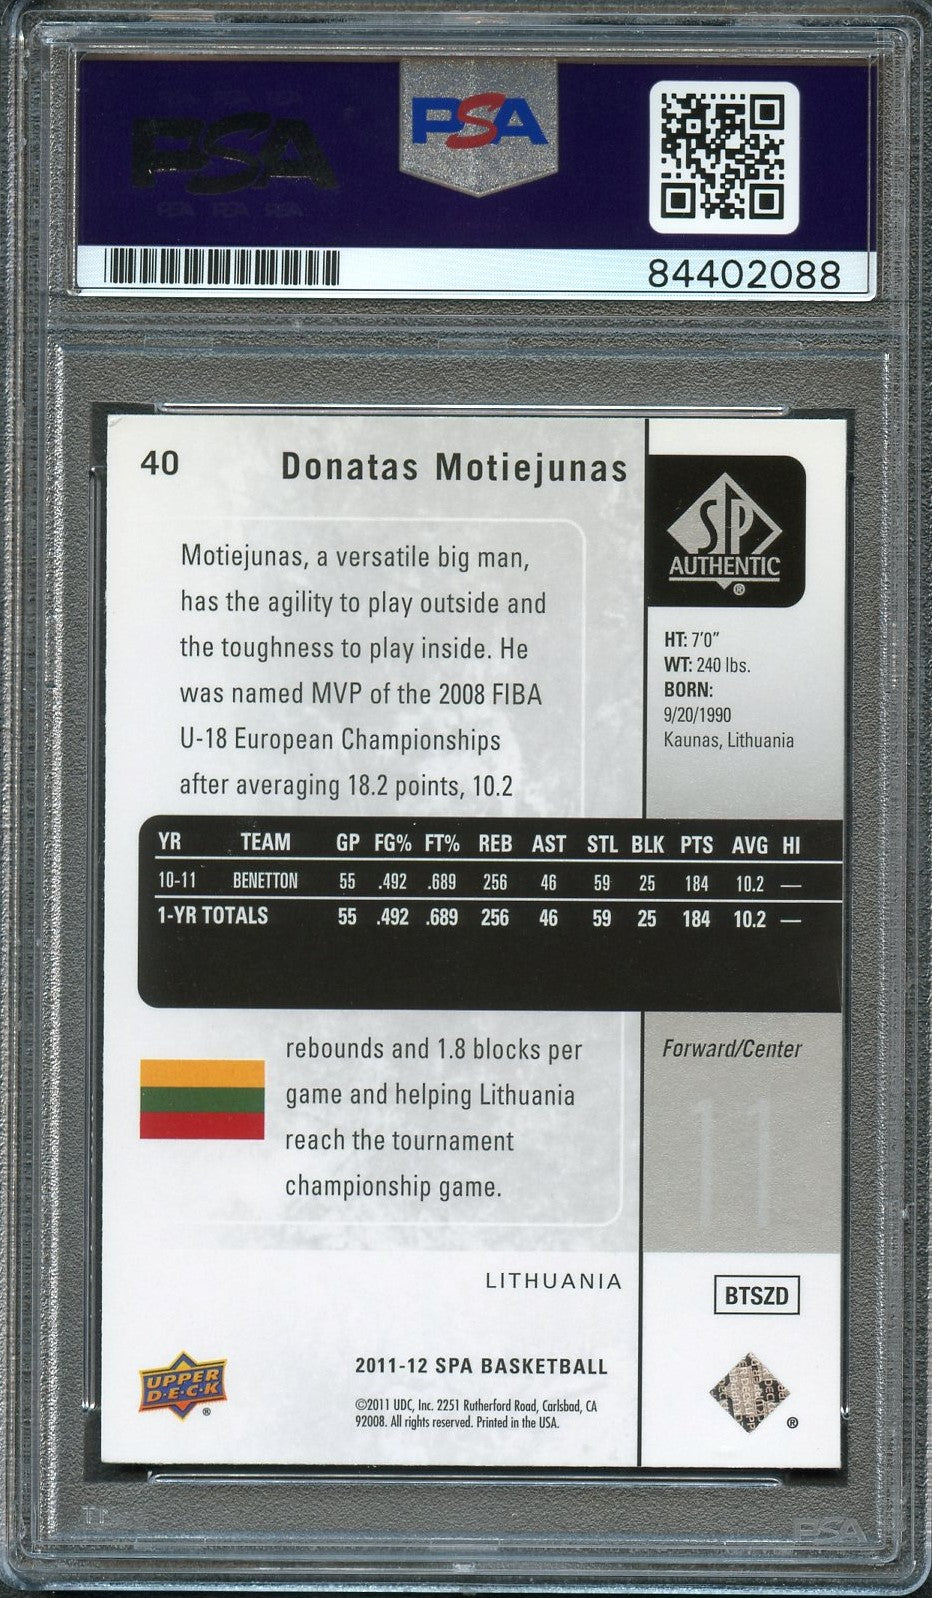 PSA
PSA
84402088
40 Donatas Motiejunas
SP
AUTHENTIC
®
Motiejunas, a versatile big man,
has the agility to play outside and
the toughness to play inside. He
was named MVP of the 2008 FIBA
U-18 European Championships
after averaging 18.2 points, 10.2
HT: 7'0"
WT: 240 lbs.
BORN:
9/20/1990
Kaunas, Lithuania
YR TEAM GP FG% FT% REB AST STL BLK PTS AVG HI
10-11 BENETTON 55 .492 .689 256 46 59 25 184 10.2 —
1-YR TOTALS 55 .492 .689 256 46 59 25 184 10.2 —
rebounds and 1.8 blocks per
game and helping Lithuania
reach the tournament
championship game.
Forward/Center
11
LITHUANIA
BTSZD
UPPER
D·E·C·K
®
2011-12 SPA BASKETBALL
©2011 UDC, Inc. 2251 Rutherford Road, Carlsbad, CA
92008. All rights reserved. Printed in the USA.
®
PSA